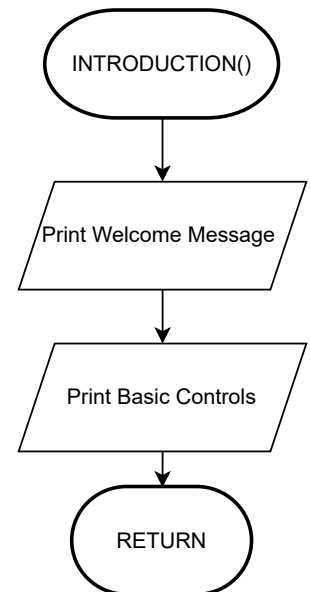 INTRODUCTION()
Print Welcome Message
Print Basic Controls
RETURN